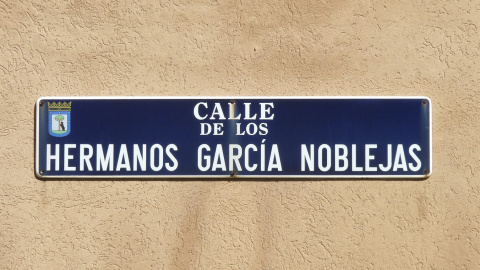 CALLE
DE LOS
HERMANOS GARCÍA NOBLEJAS